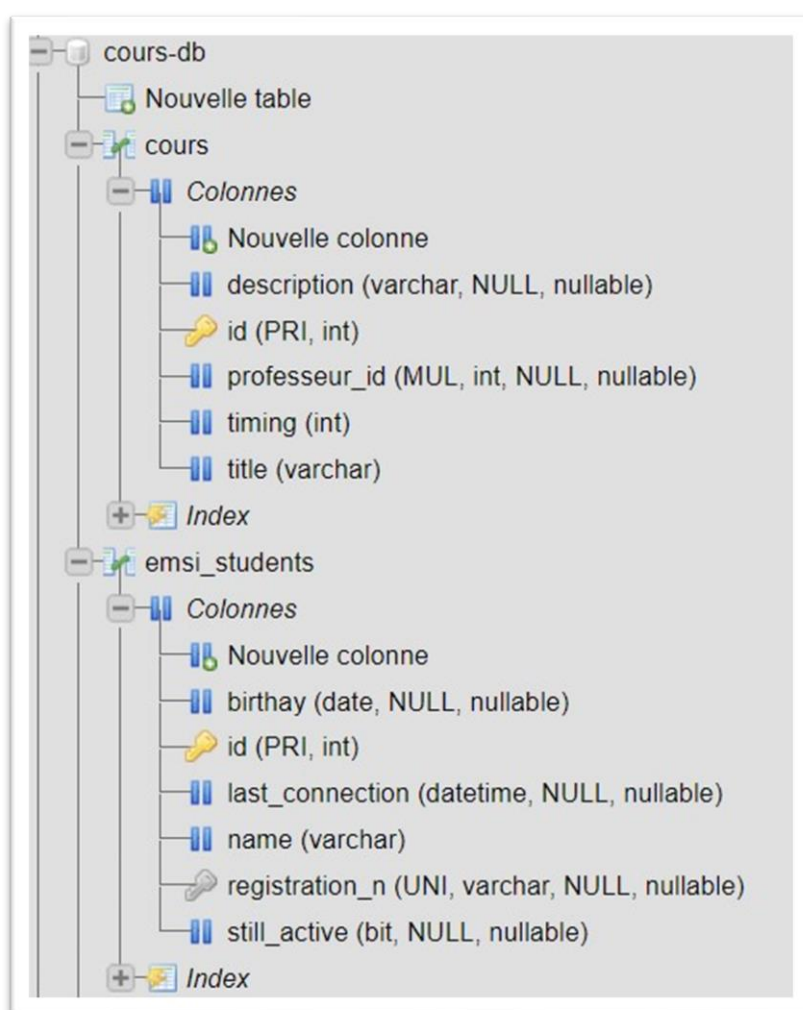 cours-db
Nouvelle table
cours
Colonnes
Nouvelle colonne
description (varchar, NULL, nullable)
id (PRI, int)
professeur_id (MUL, int, NULL, nullable)
timing (int)
title (varchar)
Index
emsi_students
Colonnes
Nouvelle colonne
birthay (date, NULL, nullable)
id (PRI, int)
last_connection (datetime, NULL, nullable)
name (varchar)
registration_n (UNI, varchar, NULL, nullable)
still_active (bit, NULL, nullable)
Index